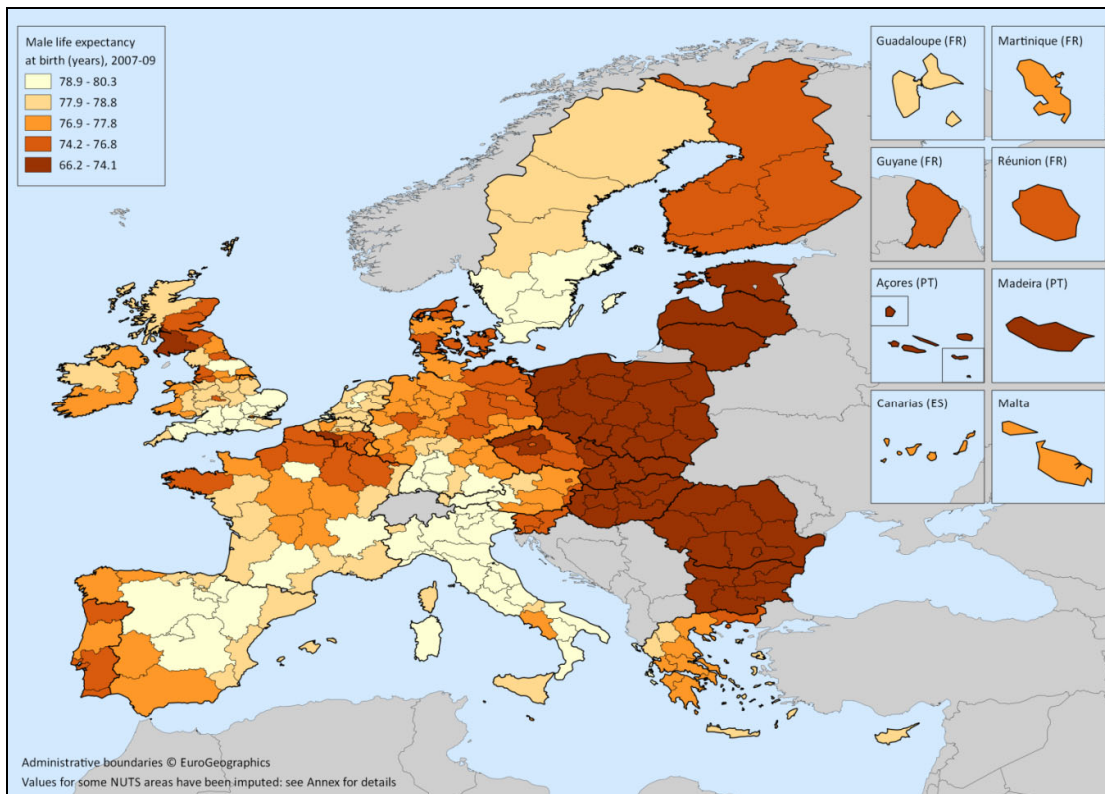 Male life expectancy
at birth (years), 2007-09
78.9 - 80.3
77.9 - 78.8
76.9 - 77.8
74.2 - 76.8
66.2 - 74.1
Guadaloupe (FR)
Martinique (FR)
Guyane (FR)
Réunion (FR)
Açores (PT)
Madeira (PT)
Canarias (ES)
Malta
Administrative boundaries © EuroGeographics
Values for some NUTS areas have been imputed: see Annex for details